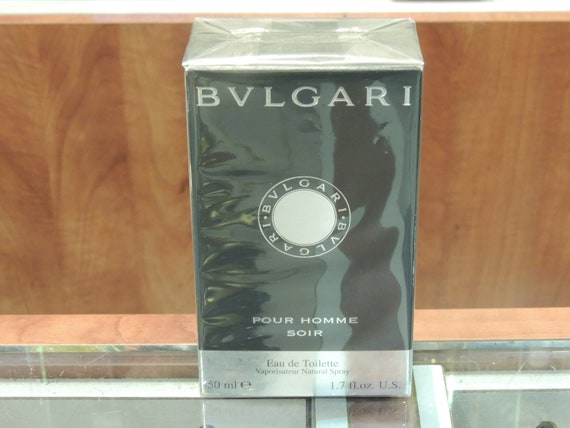 BVLGARI
BVLGARI • BVLGARI •
POUR HOMME
SOIR
Eau de Toilette
Vaporisateur Natural Spray
50 ml ℮ 1.7 fl.oz. U.S.